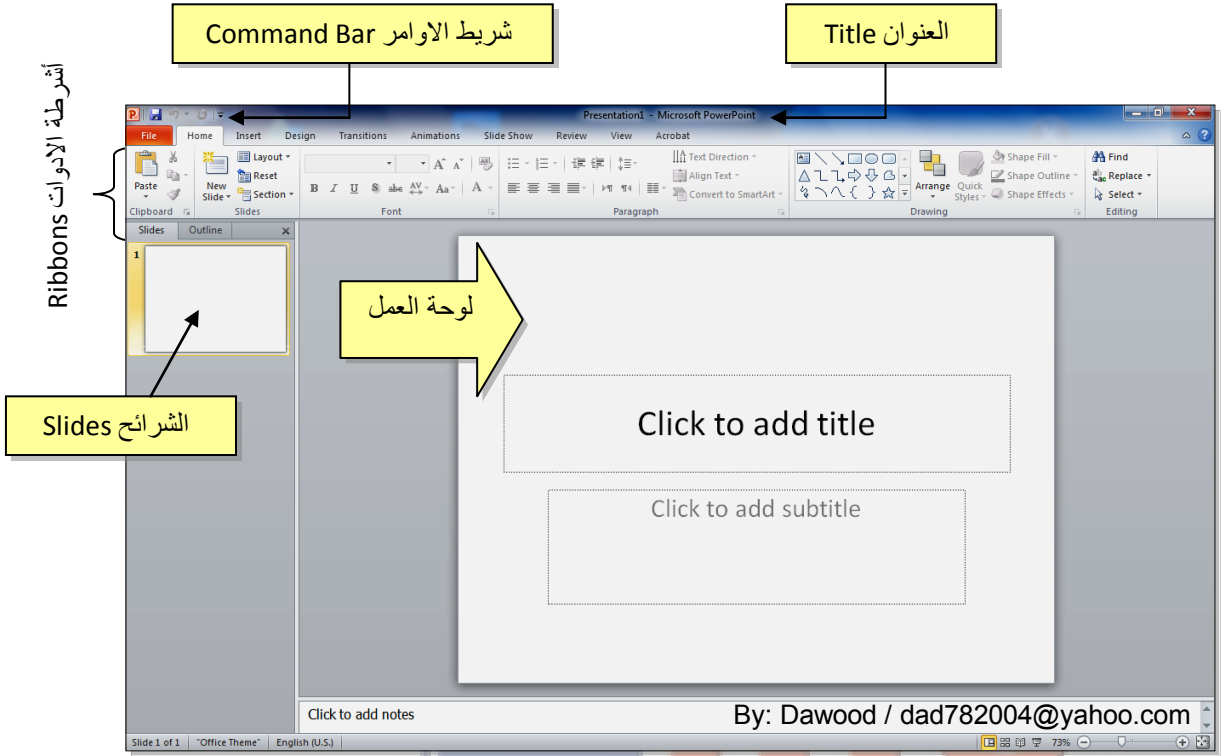 شريط الاوامر Command Bar
العنوان Title
أشرطة الادوات Ribbons
Presentation1 - Microsoft PowerPoint
File Home Insert Design Transitions Animations Slide Show Review View Acrobat
Paste
New Slide
Layout
Reset
Section
Text Direction
Align Text
Convert to SmartArt
Arrange
Quick Styles
Shape Fill
Shape Outline
Shape Effects
Find
Replace
Select
Clipboard Slides Font Paragraph Drawing Editing
Slides Outline
1
لوحة العمل
الشرائح Slides
Click to add title
Click to add subtitle
Click to add notes
By: Dawood / dad782004@yahoo.com
Slide 1 of 1 "Office Theme" English (U.S.) 73%